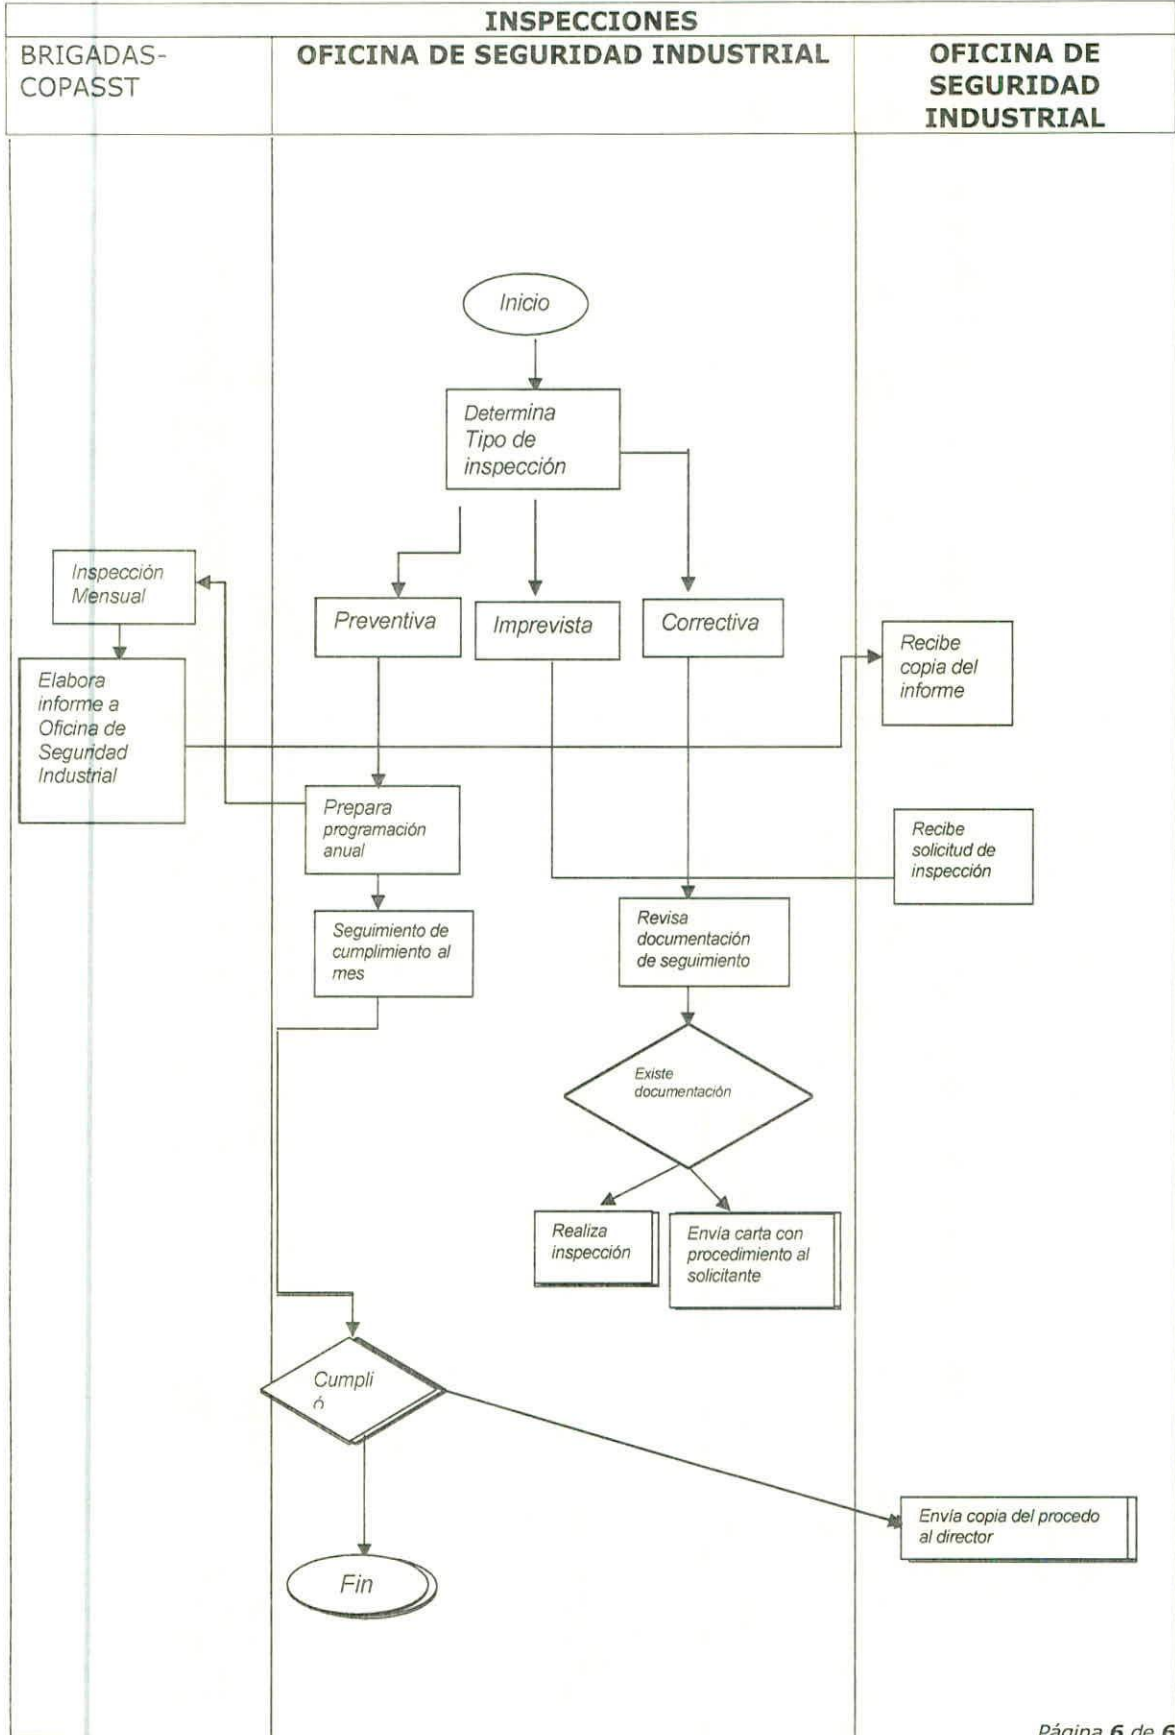 INSPECCIONES
BRIGADAS-
COPASST
OFICINA DE SEGURIDAD INDUSTRIAL
OFICINA DE
SEGURIDAD
INDUSTRIAL
Inicio
Determina
Tipo de
inspección
Inspección
Mensual
Preventiva
Imprevista
Correctiva
Recibe
copia del
informe
Elabora
informe a
Oficina de
Seguridad
Industrial
Prepara
programación
anual
Recibe
solicitud de
inspección
Seguimiento de
cumplimiento al
mes
Revisa
documentación
de seguimiento
Existe
documentación
Realiza
inspección
Envía carta con
procedimiento al
solicitante
Cumpli
ó
Envía copia del procedo
al director
Fin
Página 6 de 6